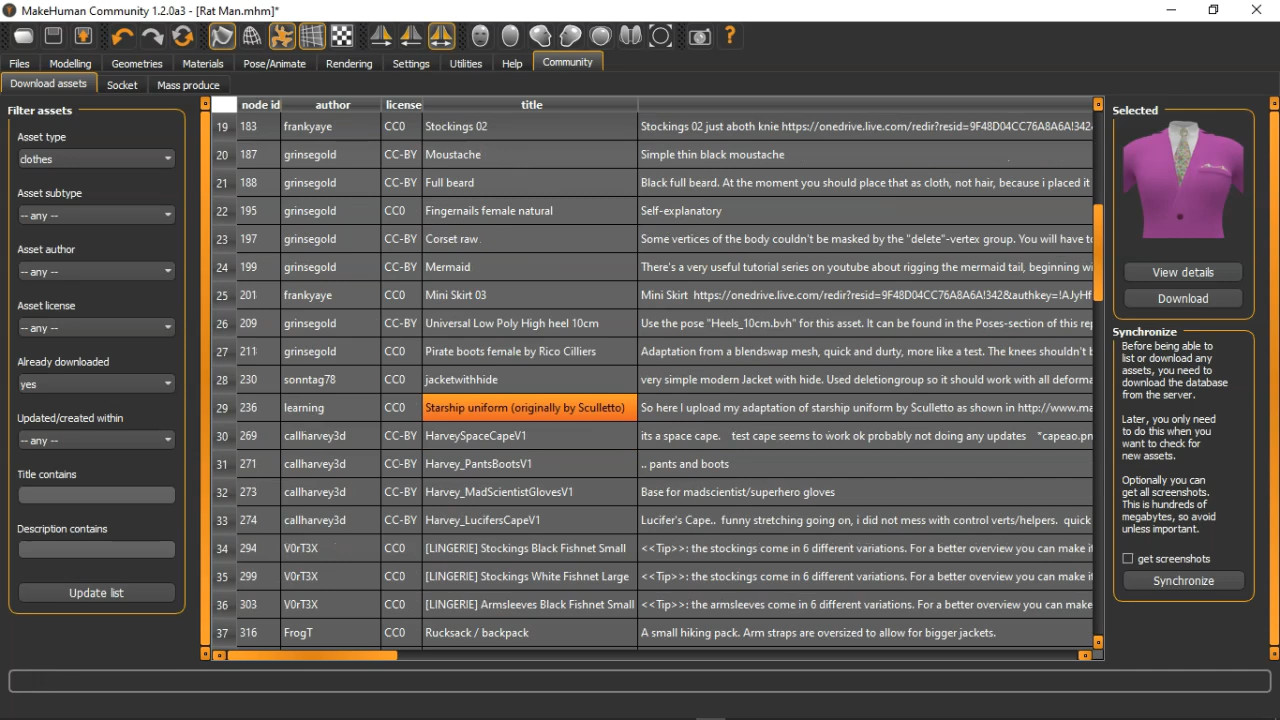 MakeHuman Community 1.2.0a3 - [Rat Man.mhm]*
Files Modelling Geometries Materials Pose/Animate Rendering Settings Utilities Help Community
Download assets Socket Mass produce
Filter assets
Asset type
clothes
Asset subtype
-- any --
Asset author
-- any --
Asset license
-- any --
Already downloaded
yes
Updated/created within
-- any --
Title contains
Description contains
Update list
node id author license title
19 183 frankyaye CC0 Stockings 02 Stockings 02 just aboth knie https://onedrive.live.com/redir?resid=9F48D04CC76A8A6A!342
20 187 grinsegold CC-BY Moustache Simple thin black moustache
21 188 grinsegold CC-BY Full beard Black full beard. At the moment you should place that as cloth, not hair, because i placed it
22 195 grinsegold CC0 Fingernails female natural Self-explanatory
23 197 grinsegold CC-BY Corset raw Some vertices of the body couldn't be masked by the "delete"-vertex group. You will have to
24 199 grinsegold CC-BY Mermaid There's a very useful tutorial series on youtube about rigging the mermaid tail, beginning wi
25 201 frankyaye CC0 Mini Skirt 03 Mini Skirt https://onedrive.live.com/redir?resid=9F48D04CC76A8A6A!342&authkey=!AJyHf
26 209 grinsegold CC-BY Universal Low Poly High heel 10cm Use the pose "Heels_10cm.bvh" for this asset. It can be found in the Poses-section of this rep
27 211 grinsegold CC-BY Pirate boots female by Rico Cilliers Adaptation from a blendswap mesh, quick and durty, more like a test. The knees shouldn't b
28 230 sonntag78 CC0 jacketwithhide very simple modern Jacket with hide. Used deletiongroup so it should work with all deforma
29 236 learning CC0 Starship uniform (originally by Sculletto) So here I upload my adaptation of starship uniform by Sculletto as shown in http://www.ma
30 269 callharvey3d CC-BY HarveySpaceCapeV1 its a space cape. test cape seems to work ok probably not doing any updates *capeao.pn
31 271 callharvey3d CC-BY Harvey_PantsBootsV1 .. pants and boots
32 273 callharvey3d CC-BY Harvey_MadScientistGlovesV1 Base for madscientist/superhero gloves
33 274 callharvey3d CC-BY Harvey_LucifersCapeV1 Lucifer's Cape.. funny stretching going on, i did not mess with control verts/helpers. quick
34 294 V0rT3X CC0 [LINGERIE] Stockings Black Fishnet Small <<Tip>>: the stockings come in 6 different variations. For a better overview you can make it
35 299 V0rT3X CC0 [LINGERIE] Stockings White Fishnet Large <<Tip>>: the stockings come in 6 different variations. For a better overview you can make it
36 303 V0rT3X CC0 [LINGERIE] Armsleeves Black Fishnet Small <<Tip>>: the armsleeves come in 6 different variations. For a better overview you can make
37 316 FrogT CC0 Rucksack / backpack A small hiking pack. Arm straps are oversized to allow for bigger jackets.
Selected
View details
Download
Synchronize
Before being able to
list or download any
assets, you need to
download the database
from the server.
Later, you only need
to do this when you
want to check for
new assets.
Optionally you can
get all screenshots.
This is hundreds of
megabytes, so avoid
unless important.
get screenshots
Synchronize